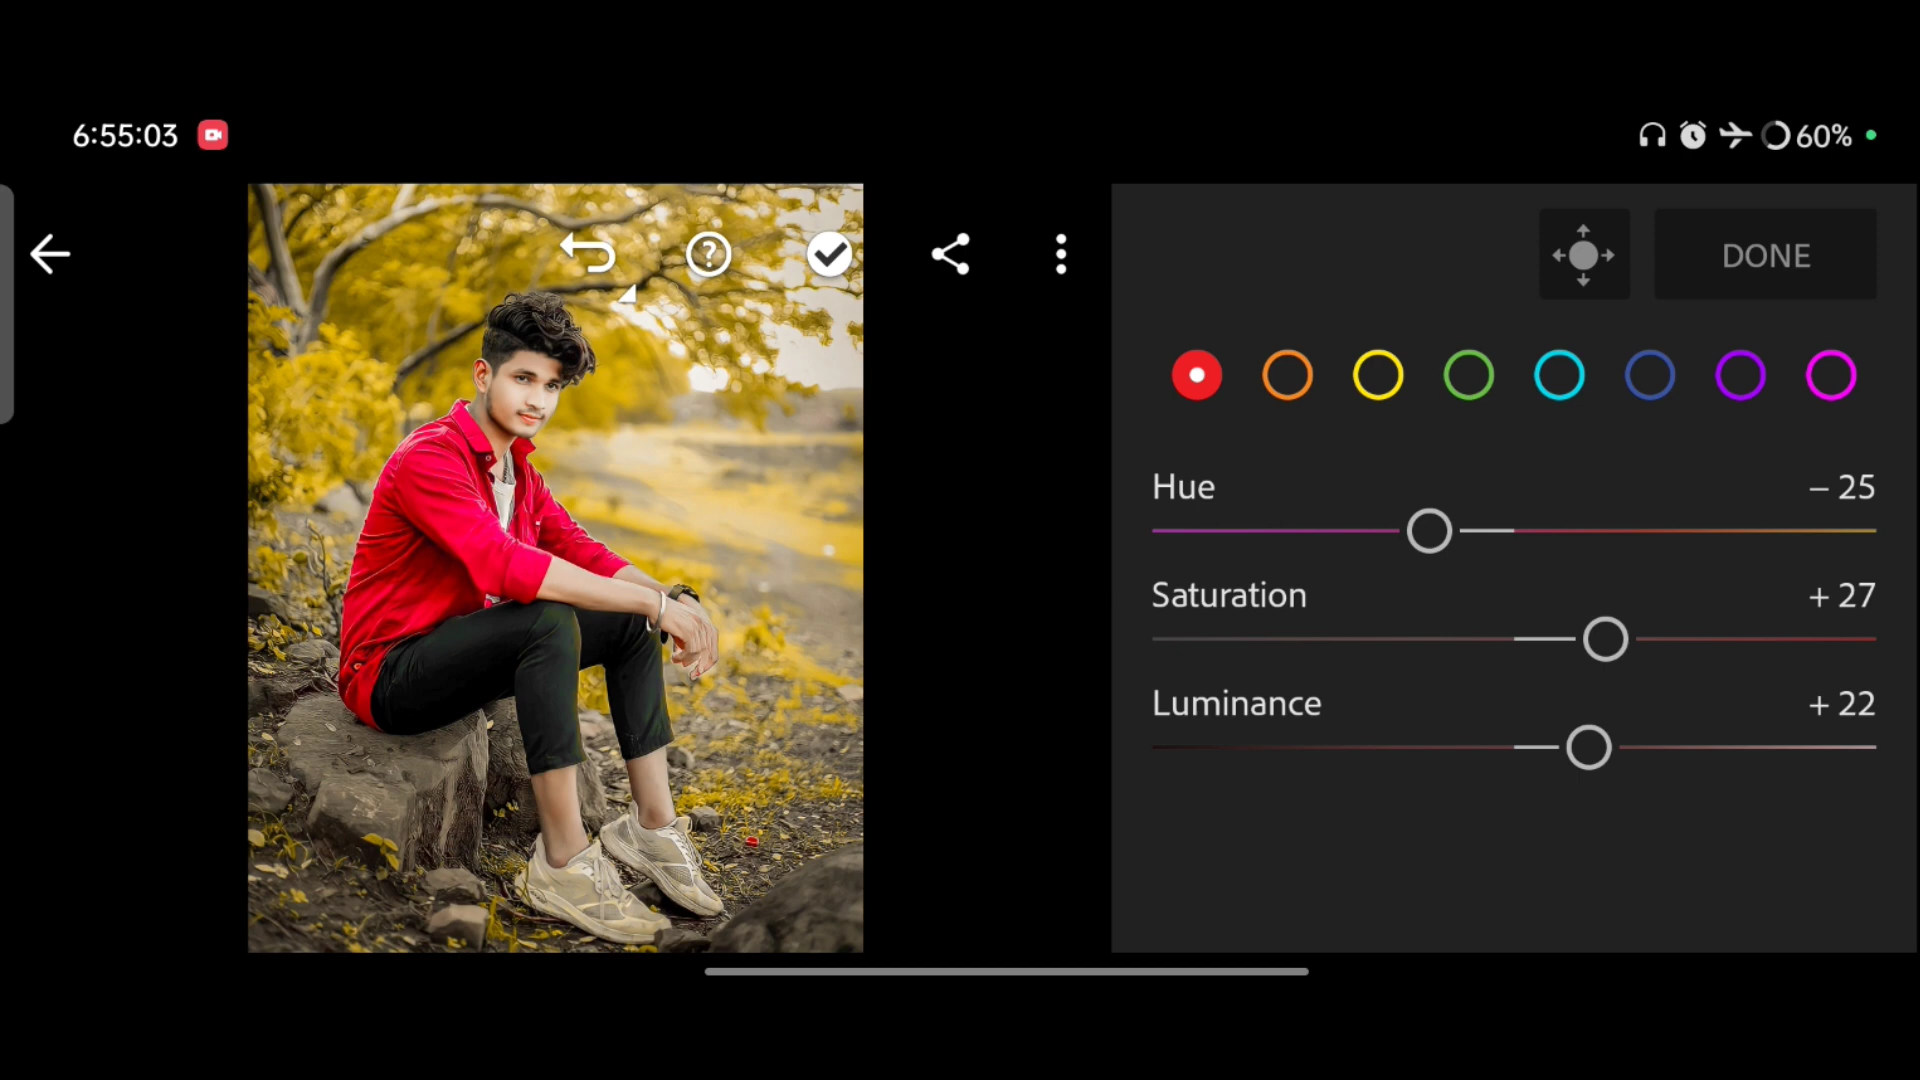 6:55:03
60%
DONE
Hue − 25
Saturation + 27
Luminance + 22